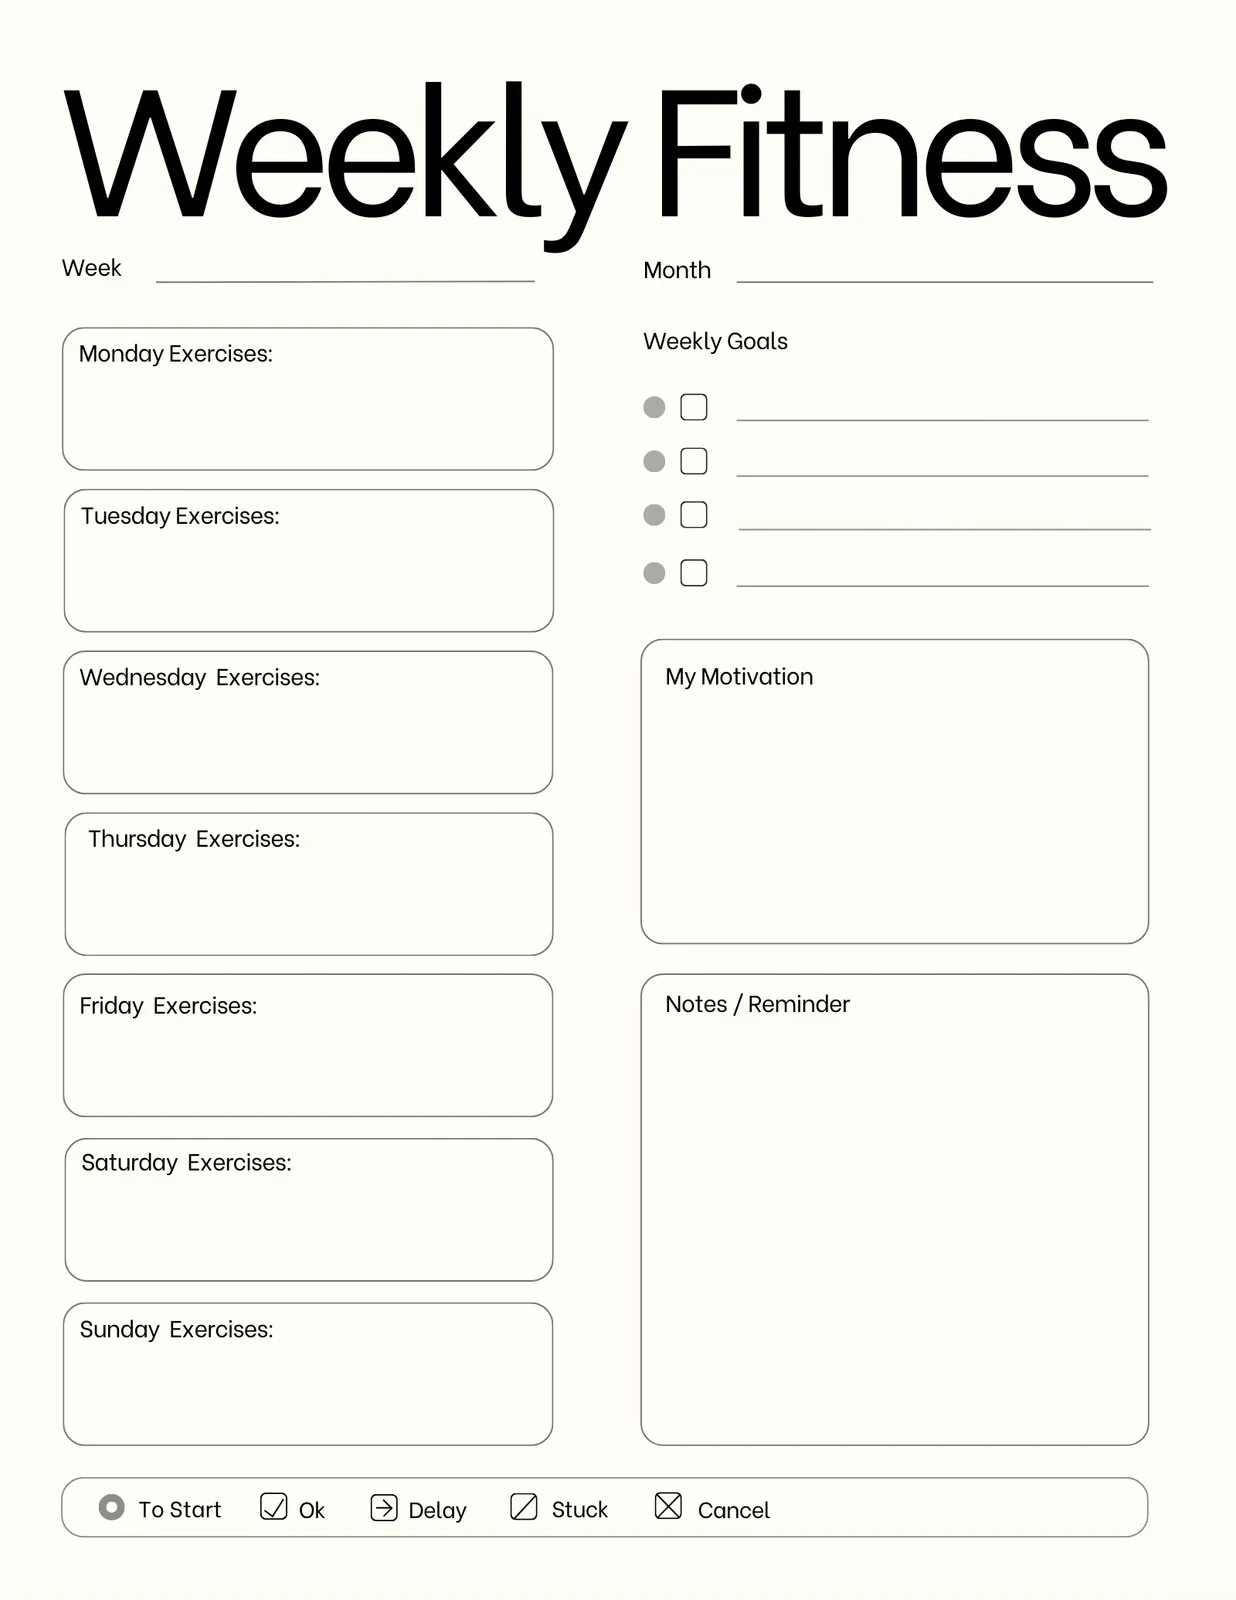 Weekly Fitness
Week
Month
Monday Exercises:
Tuesday Exercises:
Wednesday Exercises:
Thursday Exercises:
Friday Exercises:
Saturday Exercises:
Sunday Exercises:
Weekly Goals
My Motivation
Notes / Reminder
To Start Ok Delay Stuck Cancel